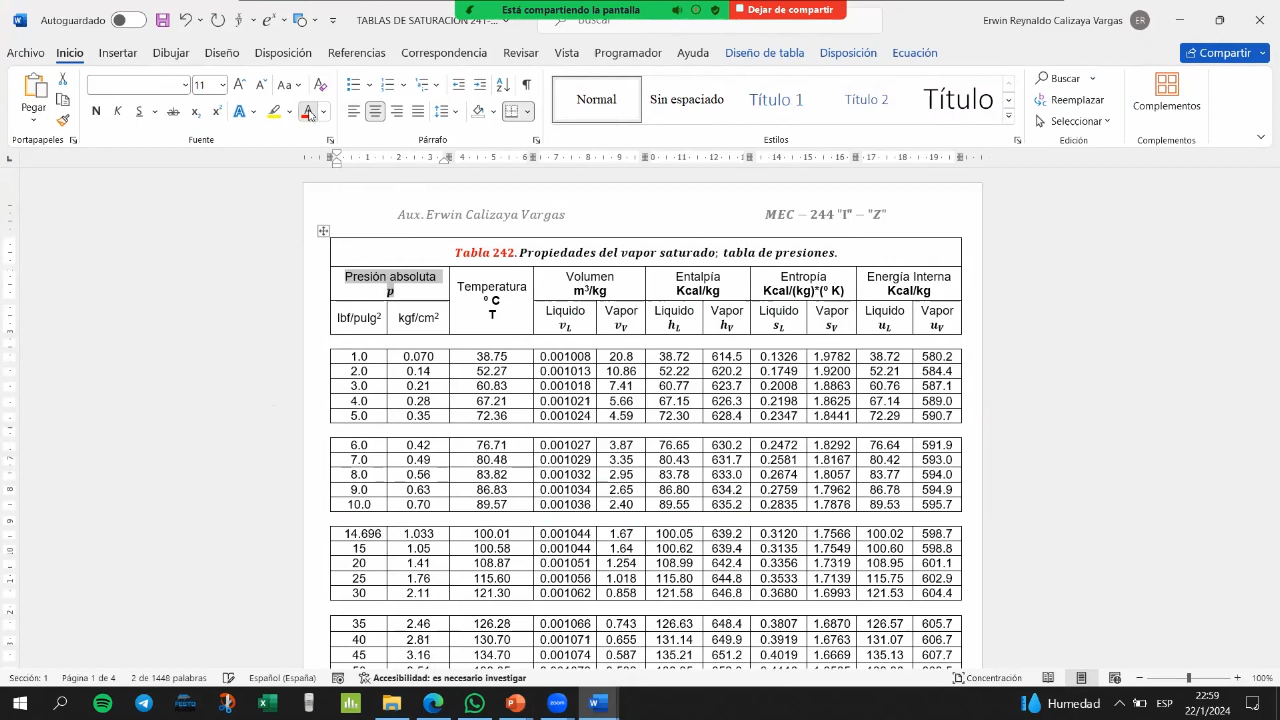 Está compartiendo la pantalla
Dejar de compartir
Autoguardado
TABLAS DE SATURACIÓN 241-...
Buscar
Erwin Reynaldo Calizaya Vargas
ER
Archivo Inicio Insertar Dibujar Diseño Disposición Referencias Correspondencia Revisar Vista Programador Ayuda Diseño de tabla Disposición Ecuación
Compartir
Pegar
11
N K S ab x₂ x²
Normal
Sin espaciado
Título 1
Título 2
Título
Buscar
Reemplazar
Seleccionar
Complementos
Portapapeles
Fuente
Párrafo
Estilos
Edición
Complementos
Aux. Erwin Calizaya Vargas
MEC – 244 "I" – "Z"
Tabla 242. Propiedades del vapor saturado; tabla de presiones.
Presión absoluta p
Temperatura º C T
Volumen m³/kg
Entalpía Kcal/kg
Entropía Kcal/(kg)*(º K)
Energía Interna Kcal/kg
lbf/pulg² kgf/cm² Liquido v_L Vapor v_V Liquido h_L Vapor h_V Liquido s_L Vapor s_V Liquido u_L Vapor u_V
1.0 0.070 38.75 0.001008 20.8 38.72 614.5 0.1326 1.9782 38.72 580.2
2.0 0.14 52.27 0.001013 10.86 52.22 620.2 0.1749 1.9200 52.21 584.4
3.0 0.21 60.83 0.001018 7.41 60.77 623.7 0.2008 1.8863 60.76 587.1
4.0 0.28 67.21 0.001021 5.66 67.15 626.3 0.2198 1.8625 67.14 589.0
5.0 0.35 72.36 0.001024 4.59 72.30 628.4 0.2347 1.8441 72.29 590.7
6.0 0.42 76.71 0.001027 3.87 76.65 630.2 0.2472 1.8292 76.64 591.9
7.0 0.49 80.48 0.001029 3.35 80.43 631.7 0.2581 1.8167 80.42 593.0
8.0 0.56 83.82 0.001032 2.95 83.78 633.0 0.2674 1.8057 83.77 594.0
9.0 0.63 86.83 0.001034 2.65 86.80 634.2 0.2759 1.7962 86.78 594.9
10.0 0.70 89.57 0.001036 2.40 89.55 635.2 0.2835 1.7876 89.53 595.7
14.696 1.033 100.01 0.001044 1.67 100.05 639.2 0.3120 1.7566 100.02 598.7
15 1.05 100.58 0.001044 1.64 100.62 639.4 0.3135 1.7549 100.60 598.8
20 1.41 108.87 0.001051 1.254 108.99 642.4 0.3356 1.7319 108.95 601.1
25 1.76 115.60 0.001056 1.018 115.80 644.8 0.3533 1.7139 115.75 602.9
30 2.11 121.30 0.001062 0.858 121.58 646.8 0.3680 1.6993 121.53 604.4
35 2.46 126.28 0.001066 0.743 126.63 648.4 0.3807 1.6870 126.57 605.7
40 2.81 130.70 0.001071 0.655 131.14 649.9 0.3919 1.6763 131.07 606.7
45 3.16 134.70 0.001074 0.587 135.21 651.2 0.4019 1.6669 135.13 607.7
Sección: 1 Página 1 de 4 2 de 1448 palabras Español (España) Accesibilidad: es necesario investigar
Concentración
100%
FESTO
zoom
Humedad
ESP
22:59
22/1/2024